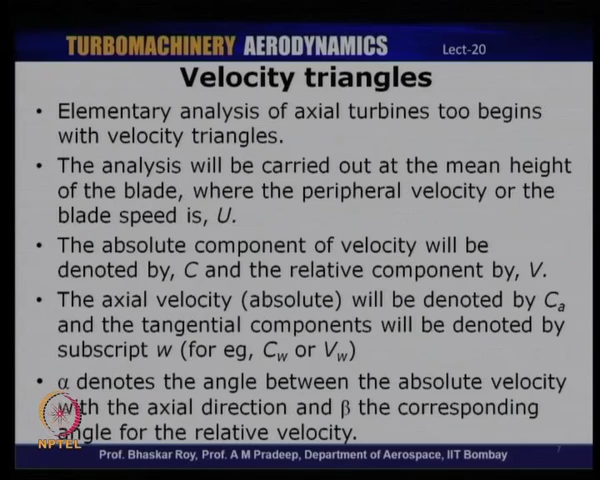 TURBOMACHINERY AERODYNAMICS Lect-20
Velocity triangles
• Elementary analysis of axial turbines too begins
with velocity triangles.
• The analysis will be carried out at the mean height
of the blade, where the peripheral velocity or the
blade speed is, U.
• The absolute component of velocity will be
denoted by, C and the relative component by, V.
• The axial velocity (absolute) will be denoted by Ca
and the tangential components will be denoted by
subscript w (for eg, Cw or Vw)
• α denotes the angle between the absolute velocity
with the axial direction and β the corresponding
angle for the relative velocity.
NPTEL
Prof. Bhaskar Roy, Prof. A M Pradeep, Department of Aerospace, IIT Bombay
7